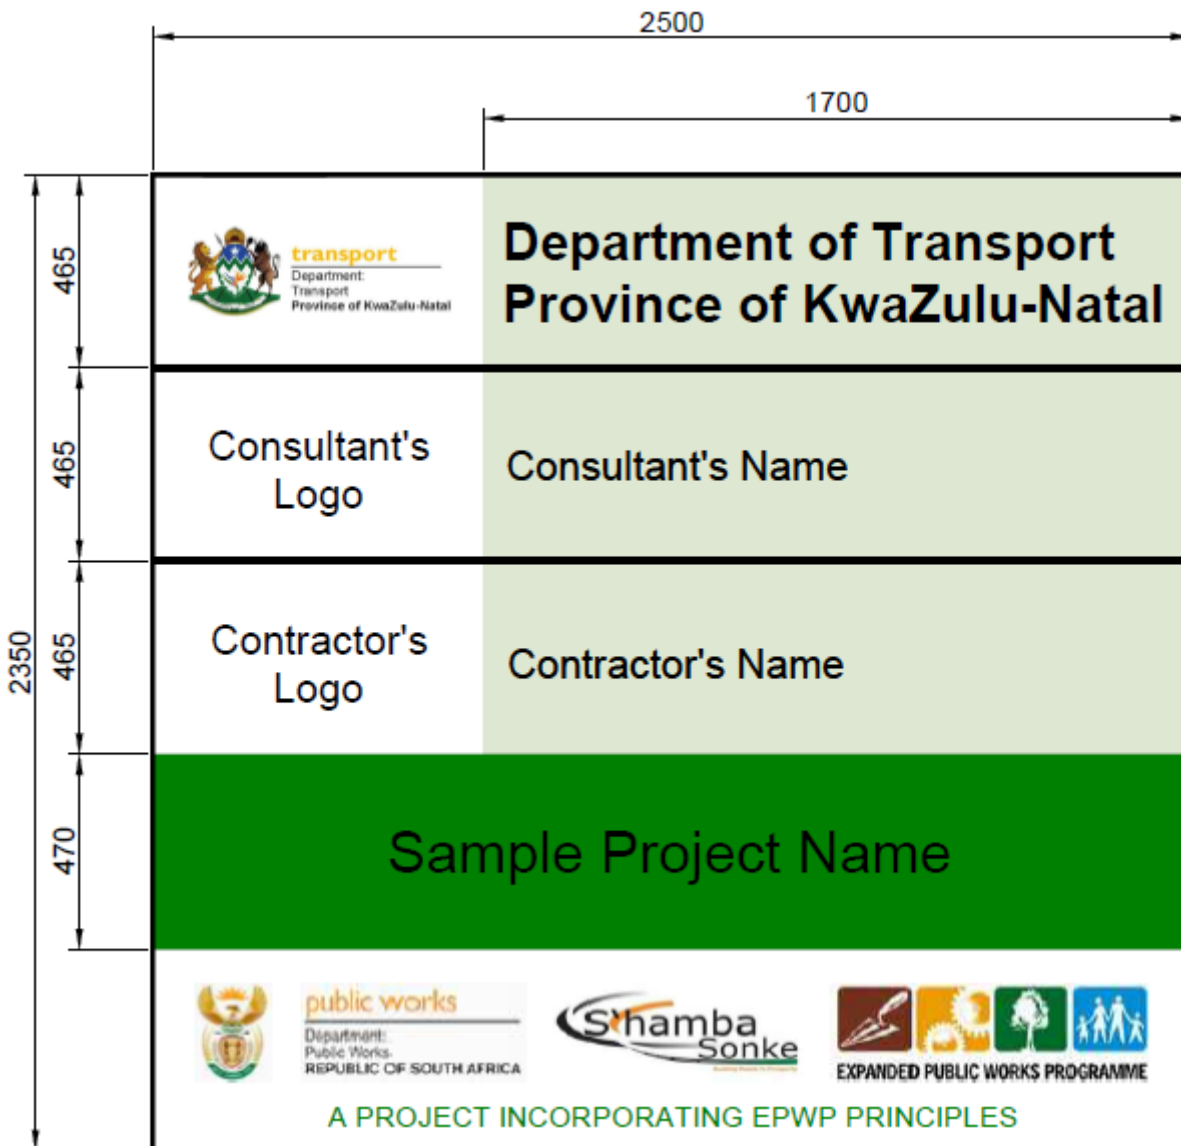 2500
1700
465
transport
Department:
Transport
Province of KwaZulu-Natal
Department of Transport
Province of KwaZulu-Natal
465
Consultant's
Logo
Consultant's Name
2350
465
Contractor's
Logo
Contractor's Name
470
Sample Project Name
public works
Department:
Public Works
REPUBLIC OF SOUTH AFRICA
S'hamba
Sonke
EXPANDED PUBLIC WORKS PROGRAMME
A PROJECT INCORPORATING EPWP PRINCIPLES